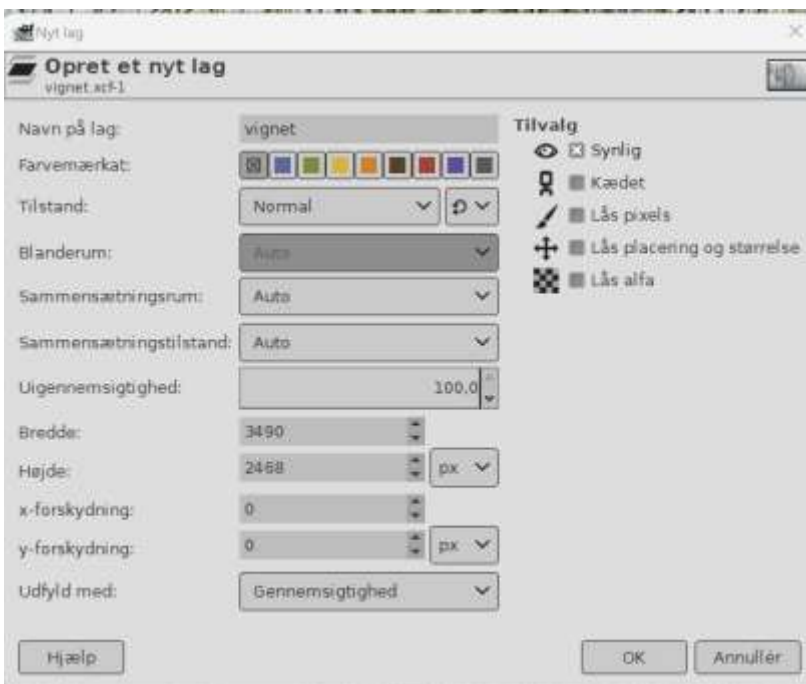 Nyt lag
Opret et nyt lag
vignet.xcf-1
Navn på lag: vignet
Farvemærkat:
Tilstand: Normal
Blanderum: Auto
Sammensætningsrum: Auto
Sammensætningstilstand: Auto
Uigennemsigtighed: 100,0
Bredde: 3490
Højde: 2468 px
x-forskydning: 0
y-forskydning: 0 px
Udfyld med: Gennemsigtighed
Tilvalg
Synlig
Kædet
Lås pixels
Lås placering og størrelse
Lås alfa
Hjælp OK Annullér